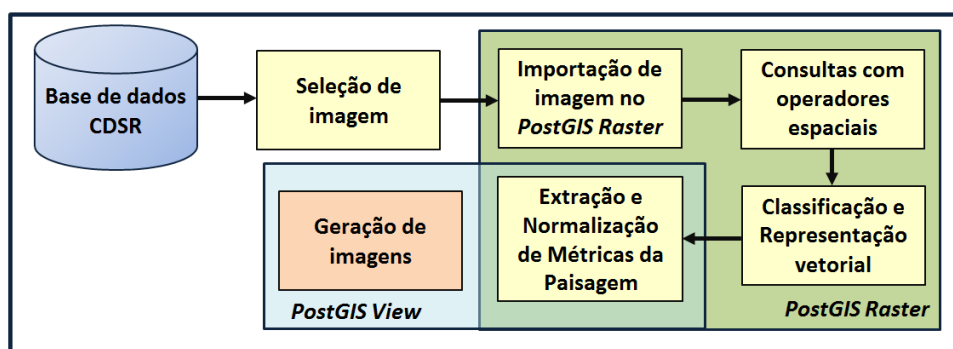 Base de dados
CDSR
Seleção de
imagem
Importação de
imagem no
PostGIS Raster
Consultas com
operadores
espaciais
Classificação e
Representação
vetorial
Extração e
Normalização
de Métricas da
Paisagem
Geração de
imagens
PostGIS View
PostGIS Raster